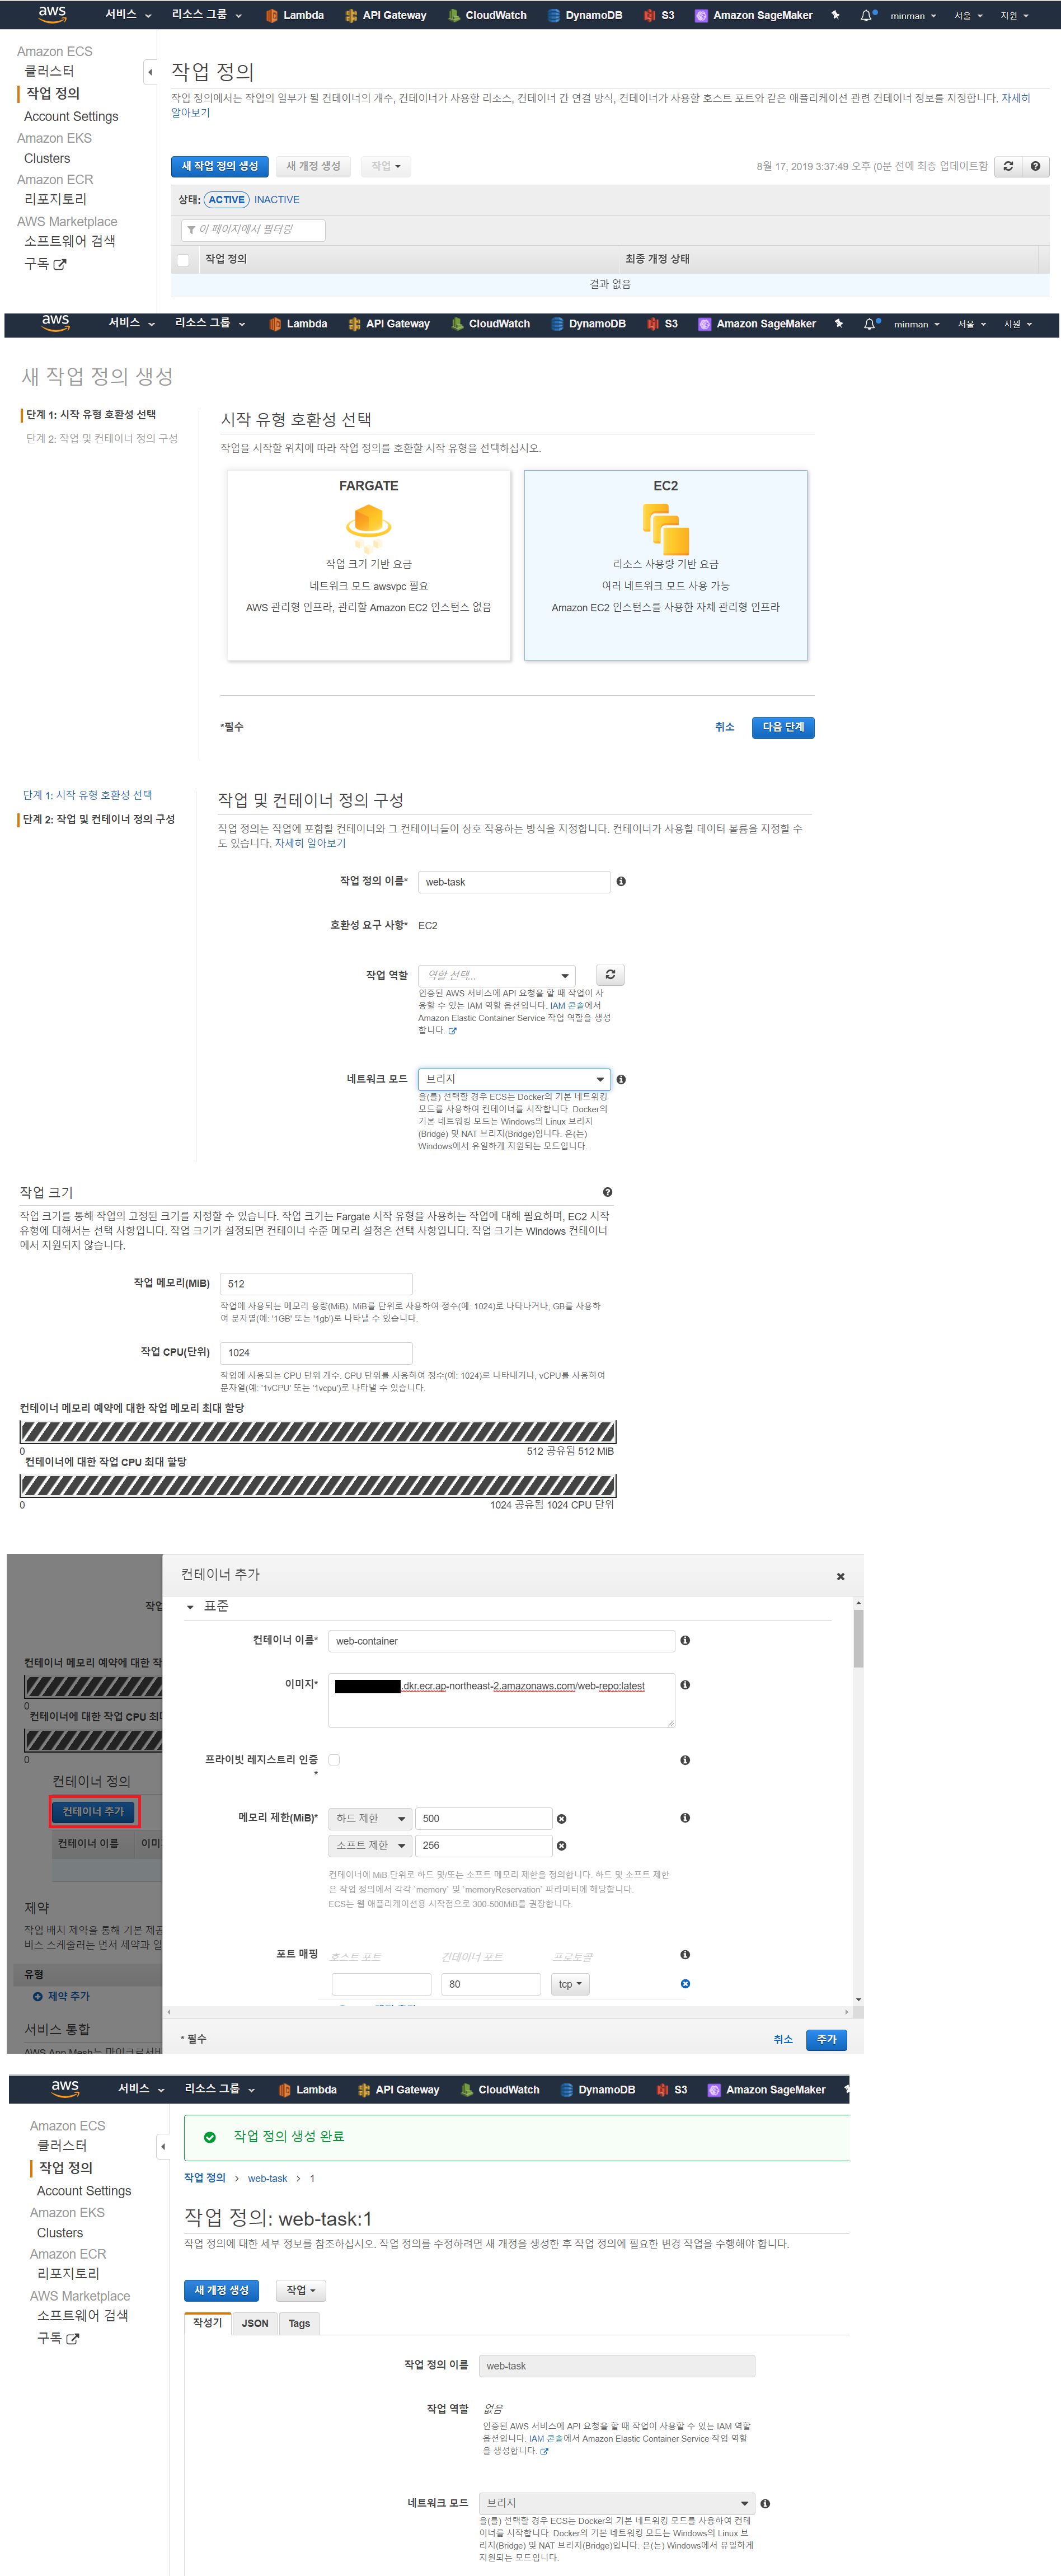 aws 서비스 리소스 그룹 Lambda API Gateway CloudWatch DynamoDB S3 Amazon SageMaker minman 서울 지원
Amazon ECS
클러스터
작업 정의
Account Settings
Amazon EKS
Clusters
Amazon ECR
리포지토리
AWS Marketplace
소프트웨어 검색
구독
작업 정의
작업 정의에서는 작업의 일부가 될 컨테이너의 개수, 컨테이너가 사용할 리소스, 컨테이너 간 연결 방식, 컨테이너가 사용할 호스트 포트와 같은 애플리케이션 관련 컨테이너 정보를 지정합니다. 자세히
알아보기
새 작업 정의 생성 새 개정 생성 작업 8월 17, 2019 3:37:49 오후 (0분 전에 최종 업데이트함
상태: ACTIVE INACTIVE
이 페이지에서 필터링
작업 정의 최종 개정 상태
결과 없음
aws 서비스 리소스 그룹 Lambda API Gateway CloudWatch DynamoDB S3 Amazon SageMaker minman 서울 지원
새 작업 정의 생성
단계 1: 시작 유형 호환성 선택
단계 2: 작업 및 컨테이너 정의 구성
시작 유형 호환성 선택
작업을 시작할 위치에 따라 작업 정의를 호환할 시작 유형을 선택하십시오.
FARGATE
작업 크기 기반 요금
네트워크 모드 awsvpc 필요
AWS 관리형 인프라, 관리할 Amazon EC2 인스턴스 없음
EC2
리소스 사용량 기반 요금
여러 네트워크 모드 사용 가능
Amazon EC2 인스턴스를 사용한 자체 관리형 인프라
*필수 취소 다음 단계
단계 1: 시작 유형 호환성 선택
단계 2: 작업 및 컨테이너 정의 구성
작업 및 컨테이너 정의 구성
작업 정의는 작업에 포함할 컨테이너와 그 컨테이너들이 상호 작용하는 방식을 지정합니다. 컨테이너가 사용할 데이터 볼륨을 지정할 수
도 있습니다. 자세히 알아보기
작업 정의 이름* web-task
호환성 요구 사항* EC2
작업 역할 역할 선택...
인증된 AWS 서비스에 API 요청을 할 때 작업이 사
용할 수 있는 IAM 역할 옵션입니다. IAM 콘솔에서
Amazon Elastic Container Service 작업 역할을 생성
합니다.
네트워크 모드 브리지
을(를) 선택할 경우 ECS는 Docker의 기본 네트워킹
모드를 사용하여 컨테이너를 시작합니다. Docker의
기본 네트워킹 모드는 Windows의 Linux 브리지
(Bridge) 및 NAT 브리지(Bridge)입니다. 은(는)
Windows에서 유일하게 지원되는 모드입니다.
작업 크기
작업 크기를 통해 작업의 고정된 크기를 지정할 수 있습니다. 작업 크기는 Fargate 시작 유형을 사용하는 작업에 대해 필요하며, EC2 시작
유형에 대해서는 선택 사항입니다. 작업 크기가 설정되면 컨테이너 수준 메모리 설정은 선택 사항입니다. 작업 크기는 Windows 컨테이너
에서 지원되지 않습니다.
작업 메모리(MiB) 512
작업에 사용되는 메모리 용량(MiB). MiB를 단위로 사용하여 정수(예: 1024)로 나타나거나, GB를 사용하
여 문자열(예: '1GB' 또는 '1gb')로 나타낼 수 있습니다.
작업 CPU(단위) 1024
작업에 사용되는 CPU 단위 개수. CPU 단위를 사용하여 정수(예: 1024)로 나타내거나, vCPU를 사용하여
문자열(예: '1vCPU' 또는 '1vcpu')로 나타낼 수 있습니다.
컨테이너 메모리 예약에 대한 작업 메모리 최대 할당
0 512 공유됨 512 MiB
컨테이너에 대한 작업 CPU 최대 할당
0 1024 공유됨 1024 CPU 단위
작업
컨테이너 메모리 예약에 대한 작
0
컨테이너에 대한 작업 CPU 최대
0
컨테이너 정의
컨테이너 추가
컨테이너 이름 이미
제약
작업 배치 제약을 통해 기본 제공
비스 스케줄러는 먼저 제약과 일
유형
제약 추가
서비스 통합
AWS App Mesh는 마이크로서비
컨테이너 추가
표준
컨테이너 이름* web-container
이미지* .dkr.ecr.ap-northeast-2.amazonaws.com/web-repo:latest
프라이빗 레지스트리 인증
*
메모리 제한(MiB)* 하드 제한 500
소프트 제한 256
컨테이너에 MiB 단위로 하드 및/또는 소프트 메모리 제한을 정의합니다. 하드 및 소프트 제한
은 작업 정의에서 각각 `memory` 및 `memoryReservation` 파라미터에 해당합니다.
ECS는 웹 애플리케이션용 시작점으로 300-500MiB를 권장합니다.
포트 매핑 호스트 포트 컨테이너 포트 프로토콜
80 tcp
* 필수 취소 추가
aws 서비스 리소스 그룹 Lambda API Gateway CloudWatch DynamoDB S3 Amazon SageMaker
Amazon ECS
클러스터
작업 정의
Account Settings
Amazon EKS
Clusters
Amazon ECR
리포지토리
AWS Marketplace
소프트웨어 검색
구독
작업 정의 생성 완료
작업 정의 > web-task > 1
작업 정의: web-task:1
작업 정의에 대한 세부 정보를 참조하십시오. 작업 정의를 수정하려면 새 개정을 생성한 후 작업 정의에 필요한 변경 작업을 수행해야 합니다.
새 개정 생성 작업
작성기 JSON Tags
작업 정의 이름 web-task
작업 역할 없음
인증된 AWS 서비스에 API 요청을 할 때 작업이 사용할 수 있는 IAM 역할
옵션입니다. IAM 콘솔에서 Amazon Elastic Container Service 작업 역할
을 생성합니다.
네트워크 모드 브리지
을(를) 선택할 경우 ECS는 Docker의 기본 네트워킹 모드를 사용하여 컨테
이너를 시작합니다. Docker의 기본 네트워킹 모드는 Windows의 Linux 브
리지(Bridge) 및 NAT 브리지(Bridge)입니다. 은(는) Windows에서 유일하게
지원되는 모드입니다.